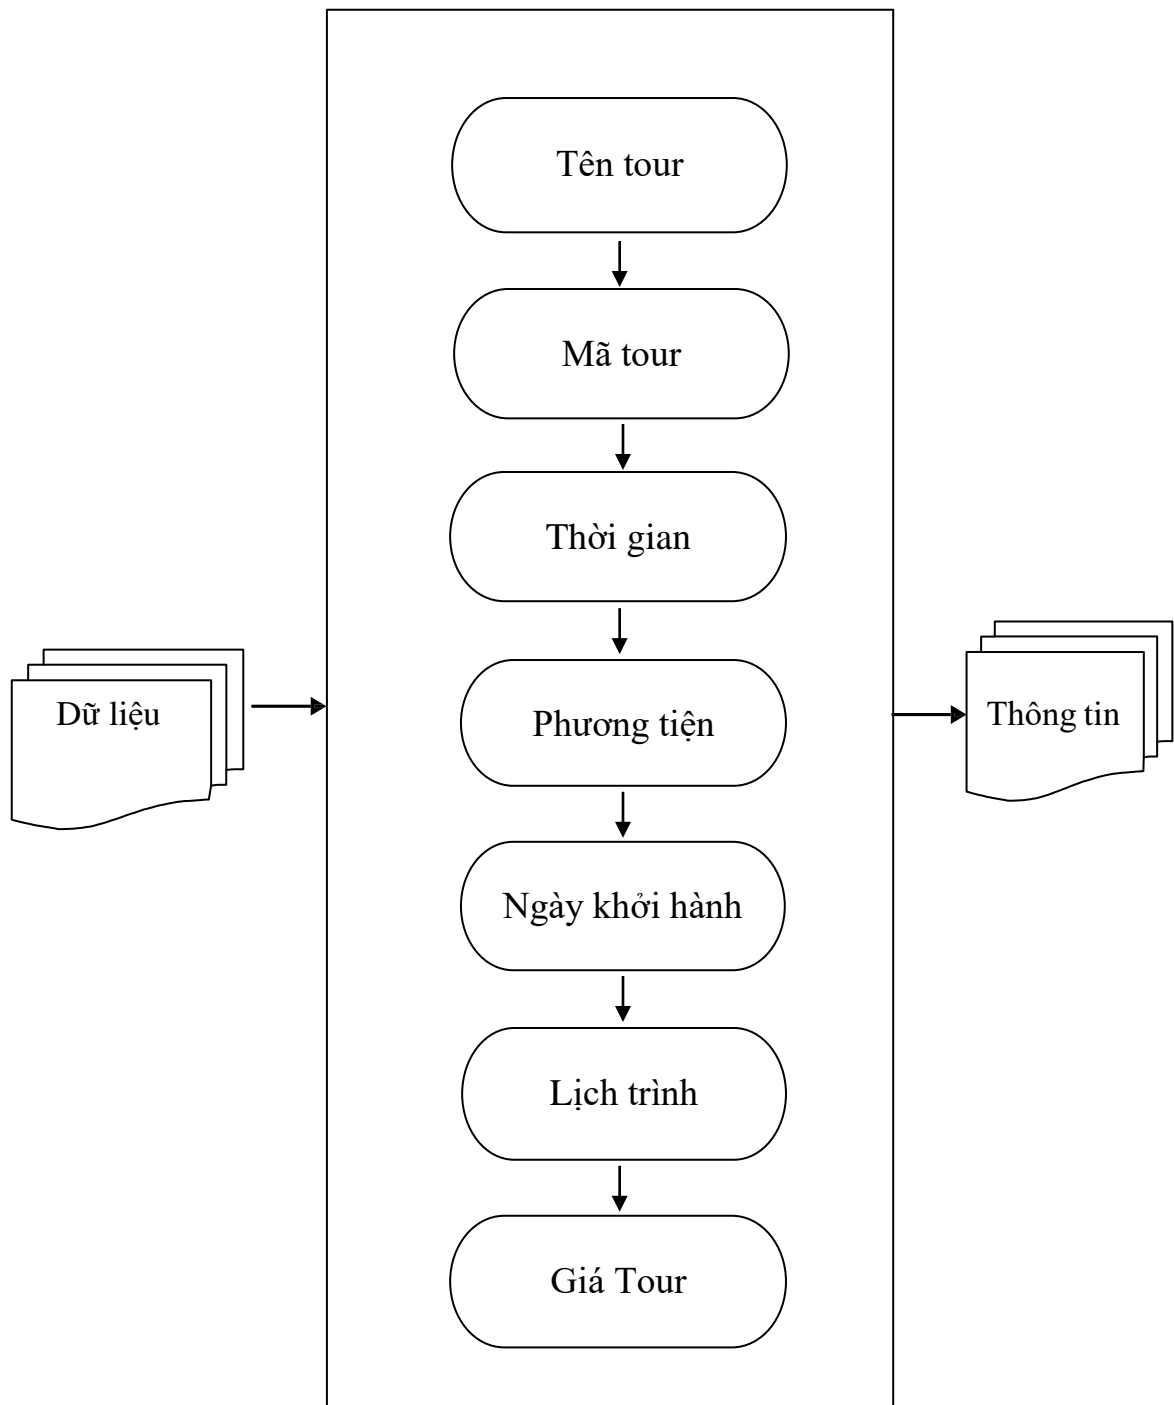 Tên tour
Mã tour
Thời gian
Dữ liệu
Phương tiện
Thông tin
Ngày khởi hành
Lịch trình
Giá Tour